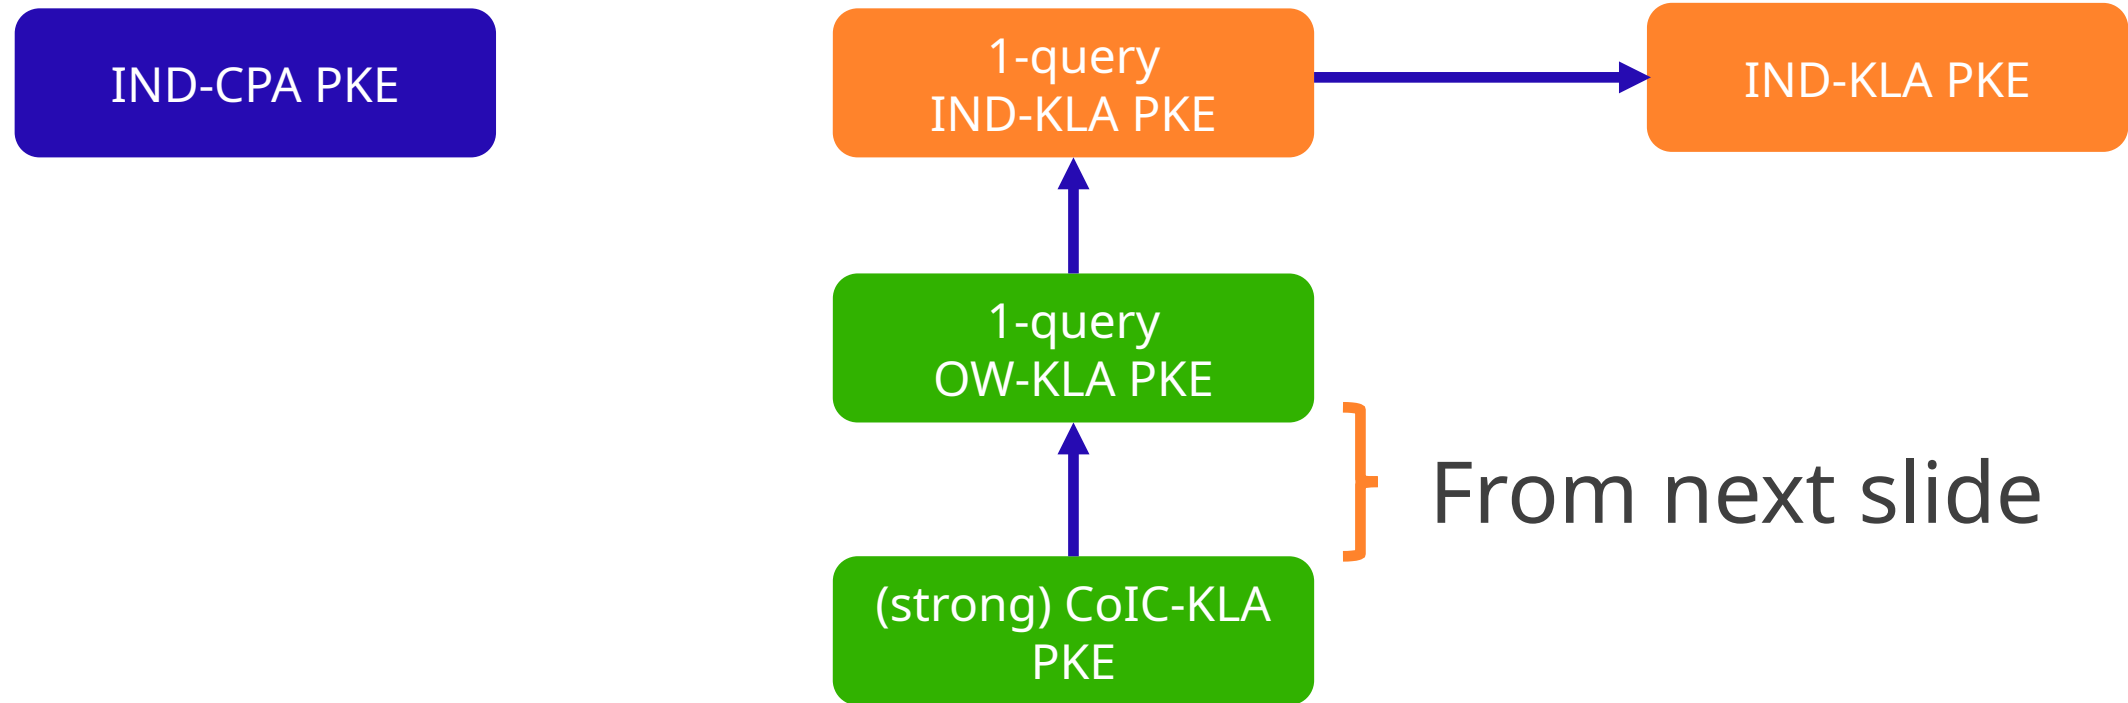 IND-CPA PKE
1-query
IND-KLA PKE
IND-KLA PKE
1-query
OW-KLA PKE
From next slide
(strong) CoIC-KLA
PKE